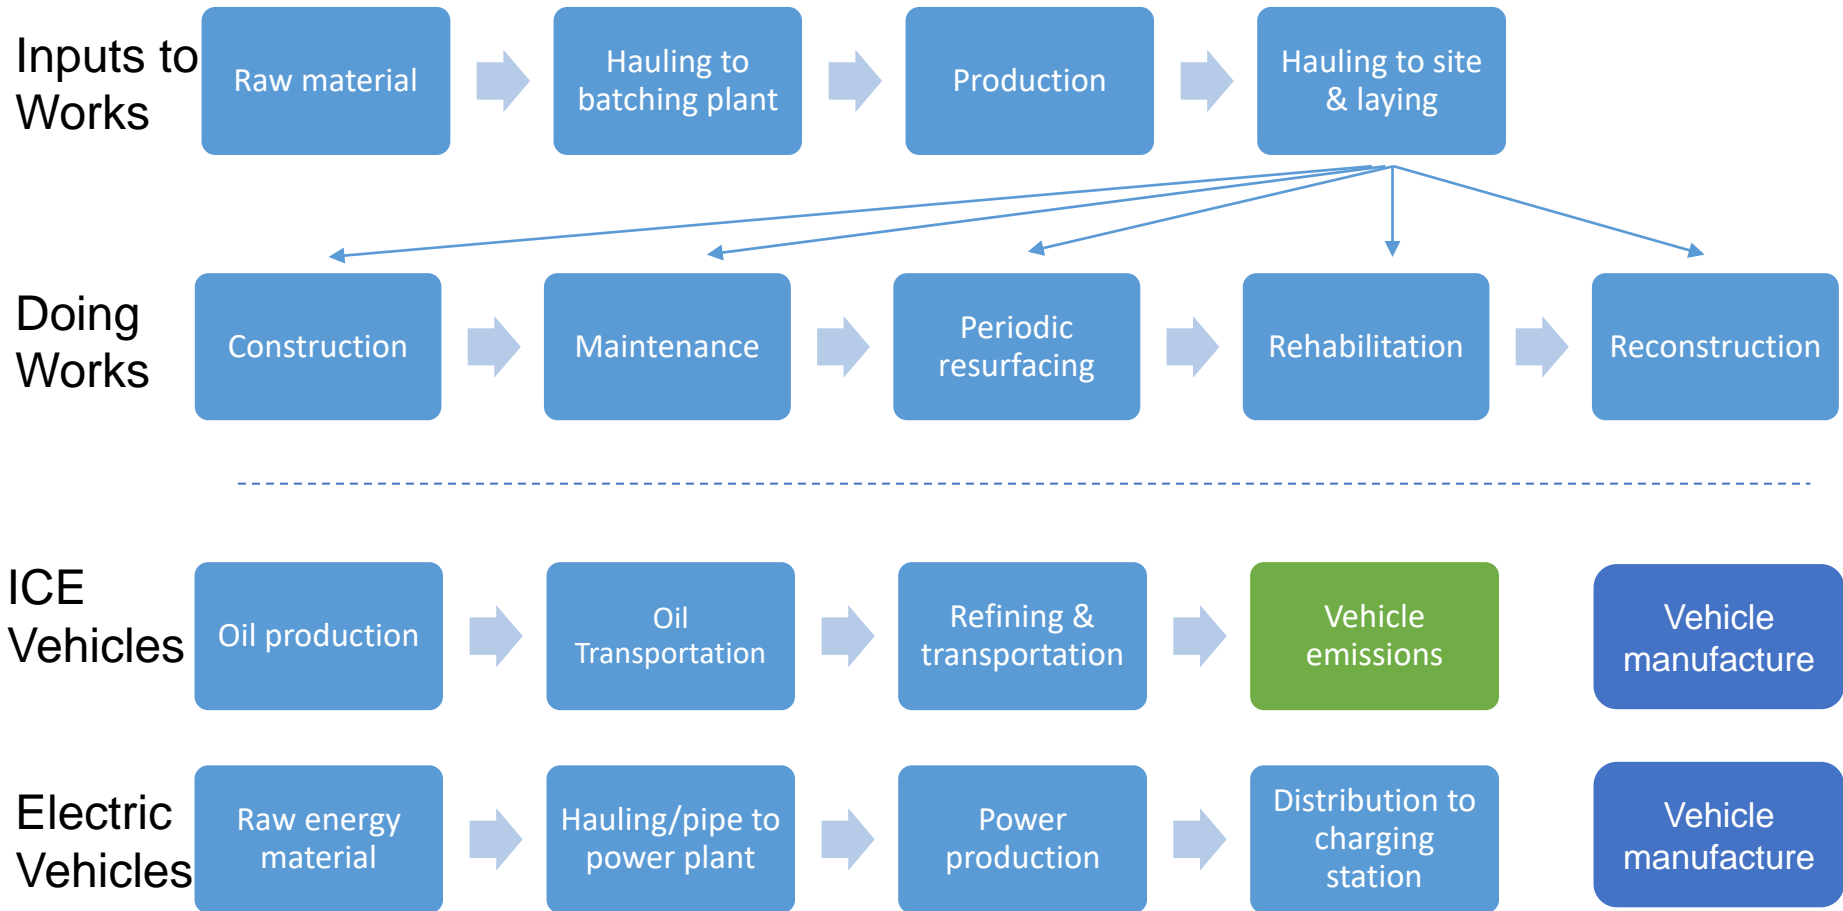 Inputs to
Works
Raw material
Hauling to
batching plant
Production
Hauling to site
& laying
Doing
Works
Construction
Maintenance
Periodic
resurfacing
Rehabilitation
Reconstruction
ICE
Vehicles
Oil production
Oil
Transportation
Refining &
transportation
Vehicle
emissions
Vehicle
manufacture
Electric
Vehicles
Raw energy
material
Hauling/pipe to
power plant
Power
production
Distribution to
charging
station
Vehicle
manufacture